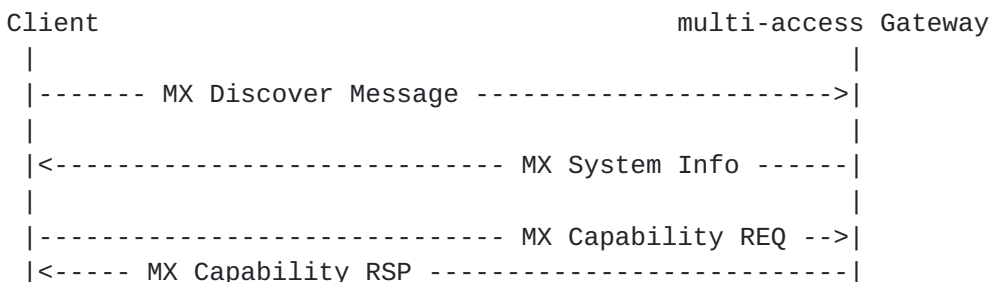 Client                                multi-access Gateway
 |                                             |
 |------- MX Discover Message ----------------------->|
 |                                             |
 |<----------------------------- MX System Info ------|
 |                                             |
 |------------------------------ MX Capability REQ -->|
 |<----- MX Capability RSP ---------------------------|